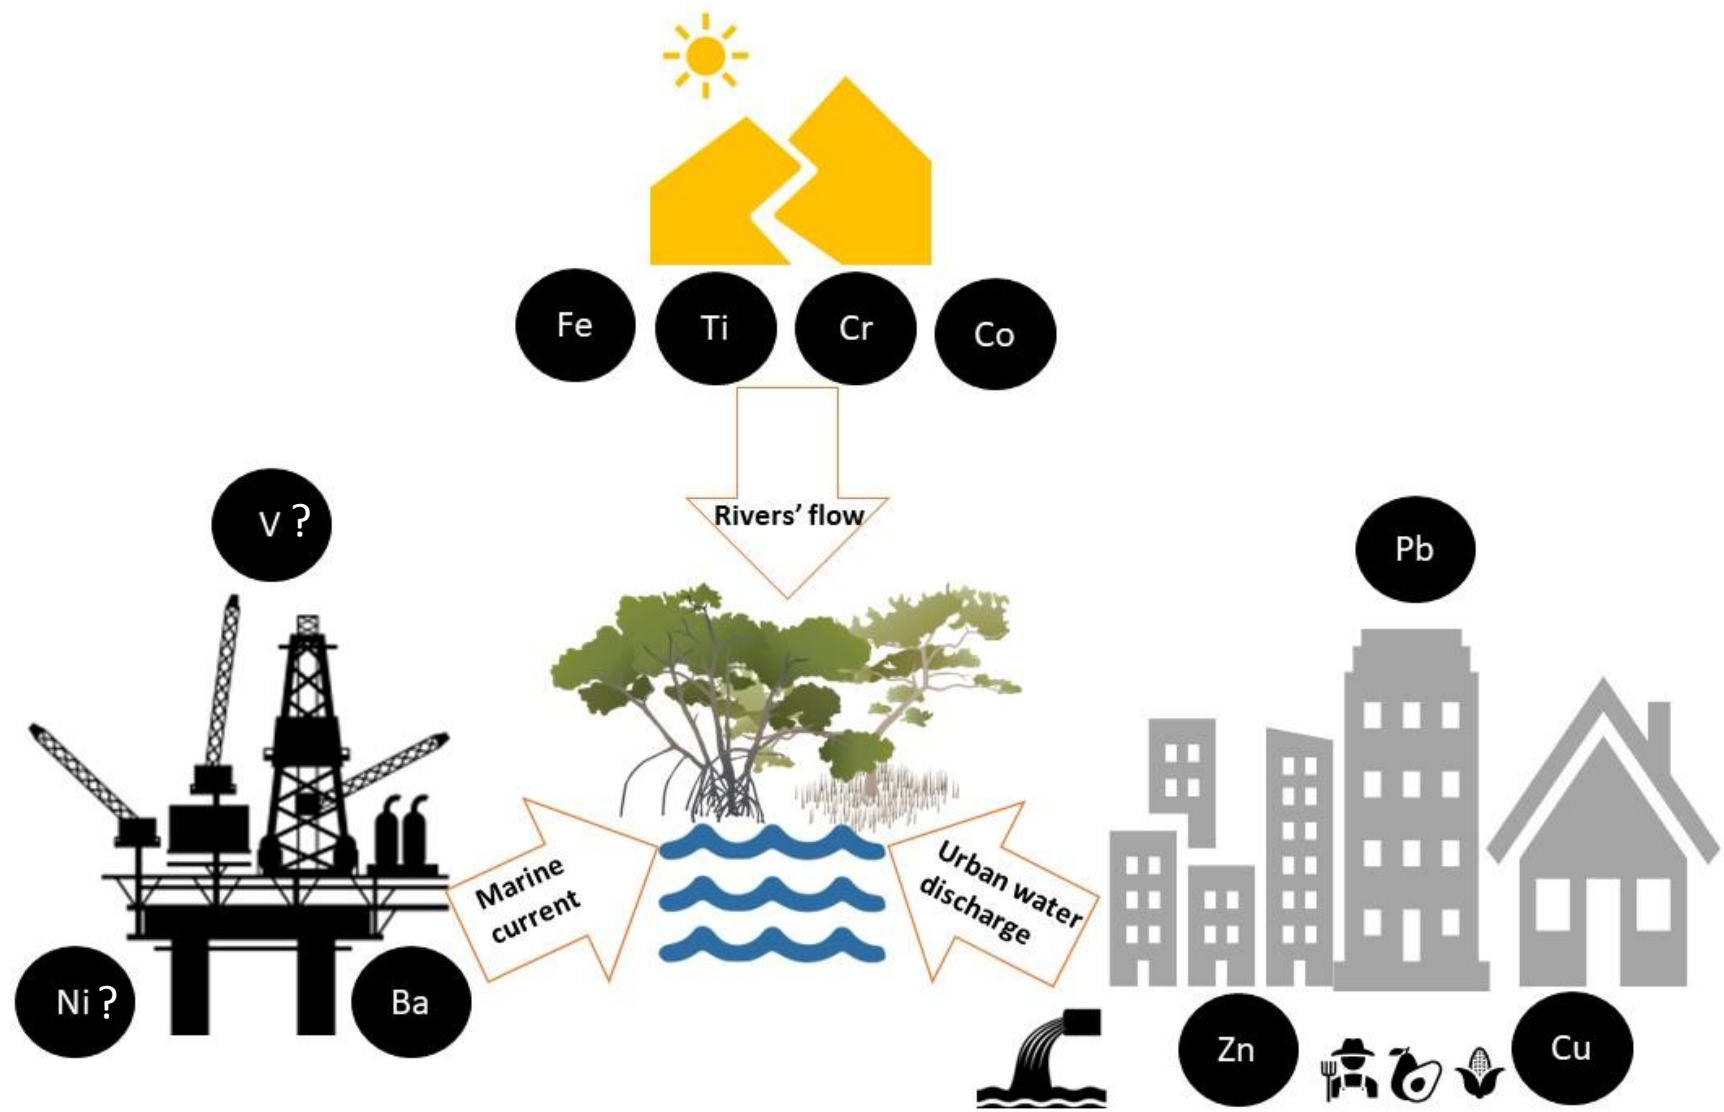 Fe
Ti
Cr
Co
Rivers' flow
V ?
Pb
Marine
current
Urban water
discharge
Ni ?
Ba
Zn
Cu